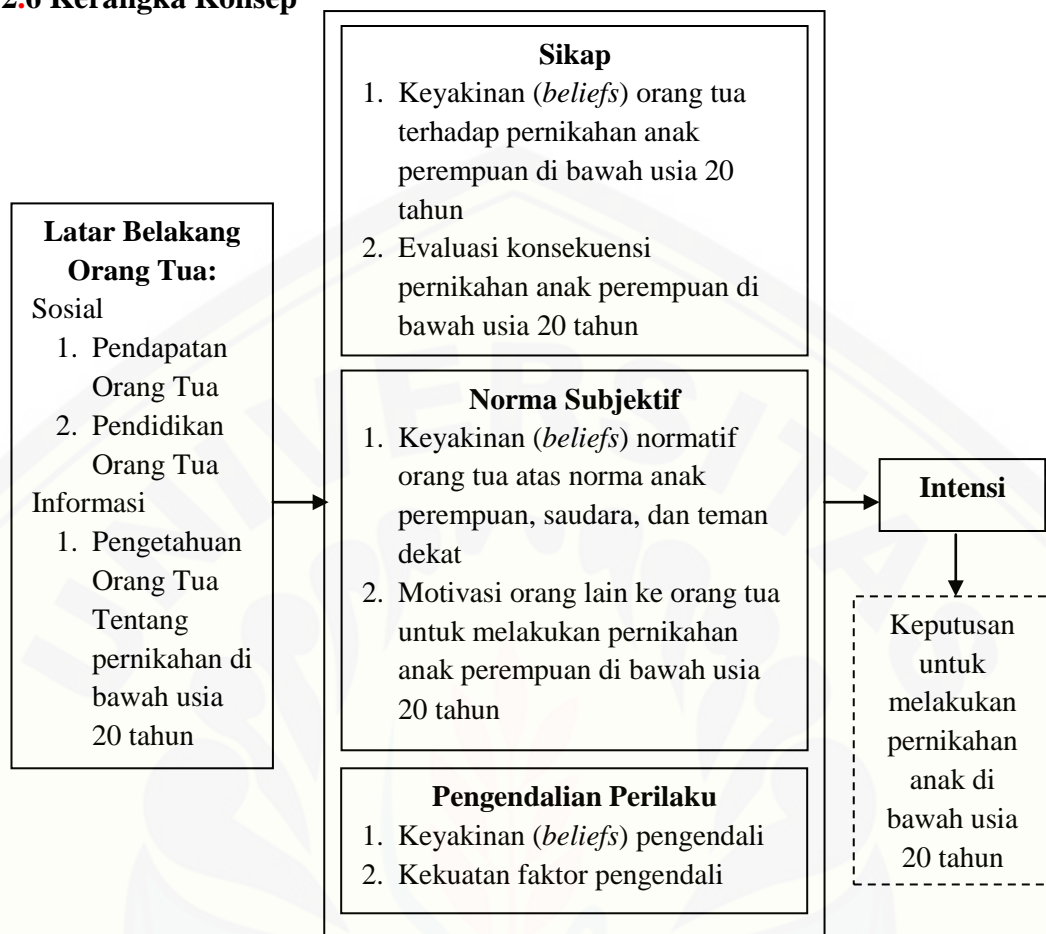 2.6 Kerangka Konsep
Latar Belakang
Orang Tua:
Sosial
1. Pendapatan
Orang Tua
2. Pendidikan
Orang Tua
Informasi
1. Pengetahuan
Orang Tua
Tentang
pernikahan di
bawah usia
20 tahun
Sikap
1. Keyakinan (beliefs) orang tua
terhadap pernikahan anak
perempuan di bawah usia 20
tahun
2. Evaluasi konsekuensi
pernikahan anak perempuan di
bawah usia 20 tahun
Norma Subjektif
1. Keyakinan (beliefs) normatif
orang tua atas norma anak
perempuan, saudara, dan teman
dekat
2. Motivasi orang lain ke orang tua
untuk melakukan pernikahan
anak perempuan di bawah usia
20 tahun
Pengendalian Perilaku
1. Keyakinan (beliefs) pengendali
2. Kekuatan faktor pengendali
Intensi
Keputusan
untuk
melakukan
pernikahan
anak di
bawah usia
20 tahun
UNIVERSITAS